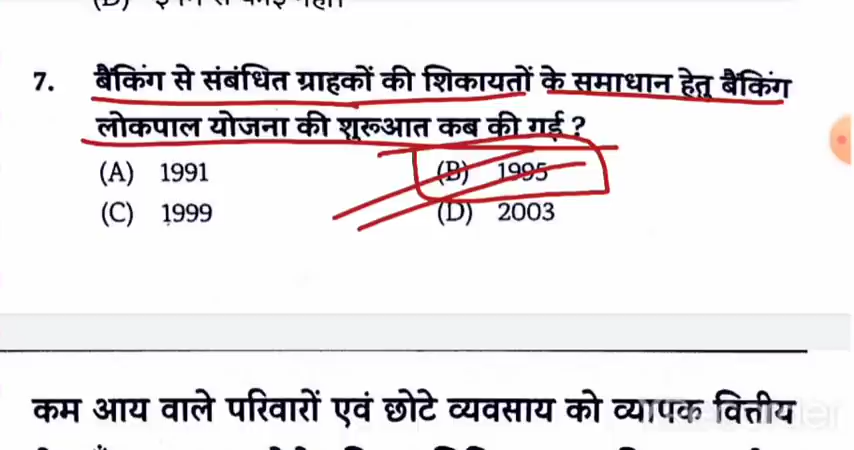 7. बैंकिंग से संबंधित ग्राहकों की शिकायतों के समाधान हेतु बैंकिंग
लोकपाल योजना की शुरूआत कब की गई ?
(A) 1991 (B) 1995
(C) 1999 (D) 2003
कम आय वाले परिवारों एवं छोटे व्यवसाय को व्यापक वित्तीय